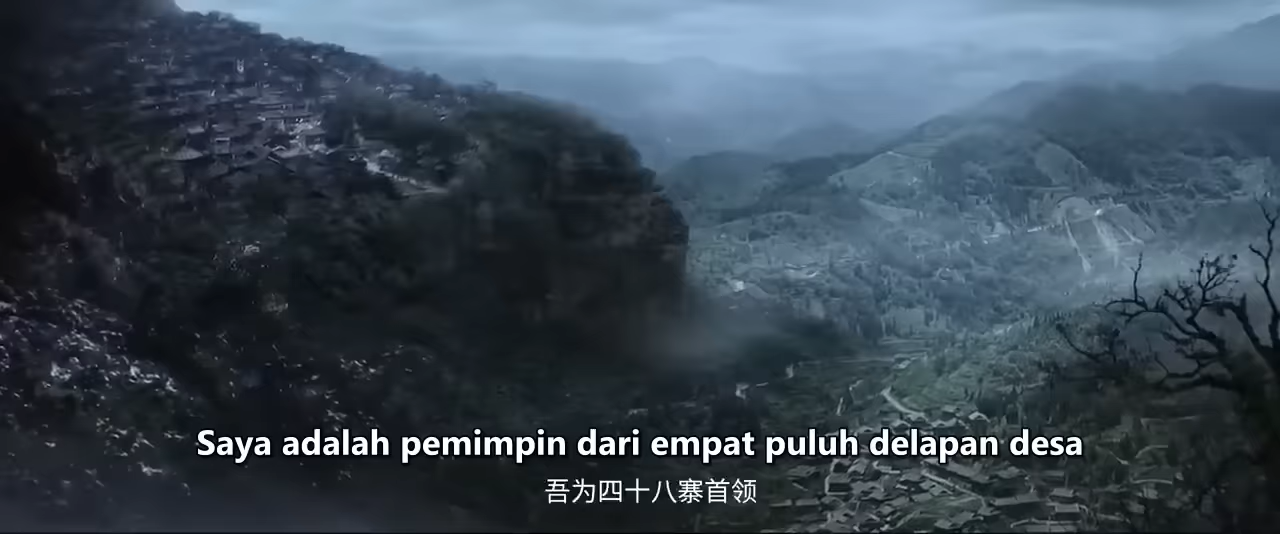 Saya adalah pemimpin dari empat puluh delapan desa
吾为四十八寨首领